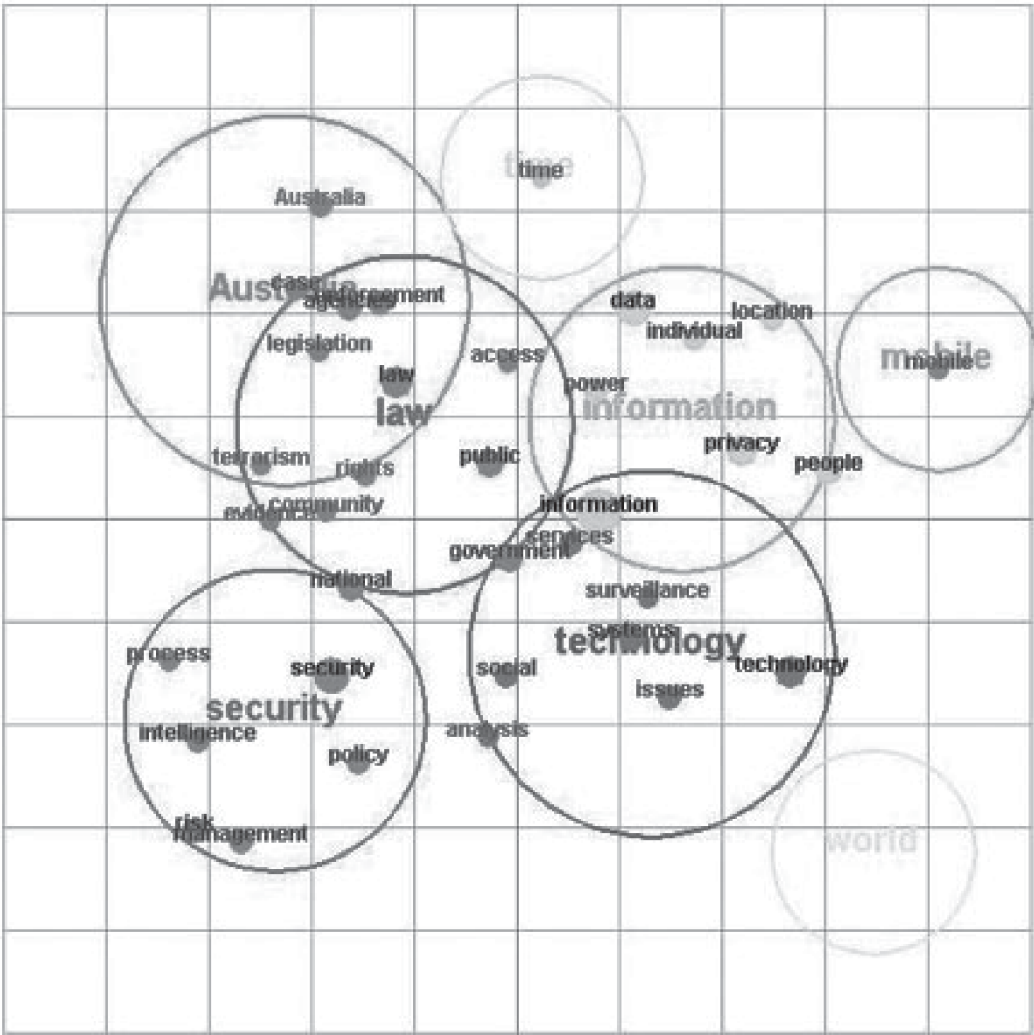 time
time
Australia
Australia
case
enforcement
agencies
data
location
individual
legislation
access
mobile
mobile
law
law
power
information
privacy
people
terrorism
rights
public
community
evidence
information
services
government
national
surveillance
systems
technology
technology
process
security
security
social
issues
intelligence
analysis
policy
risk
management
world